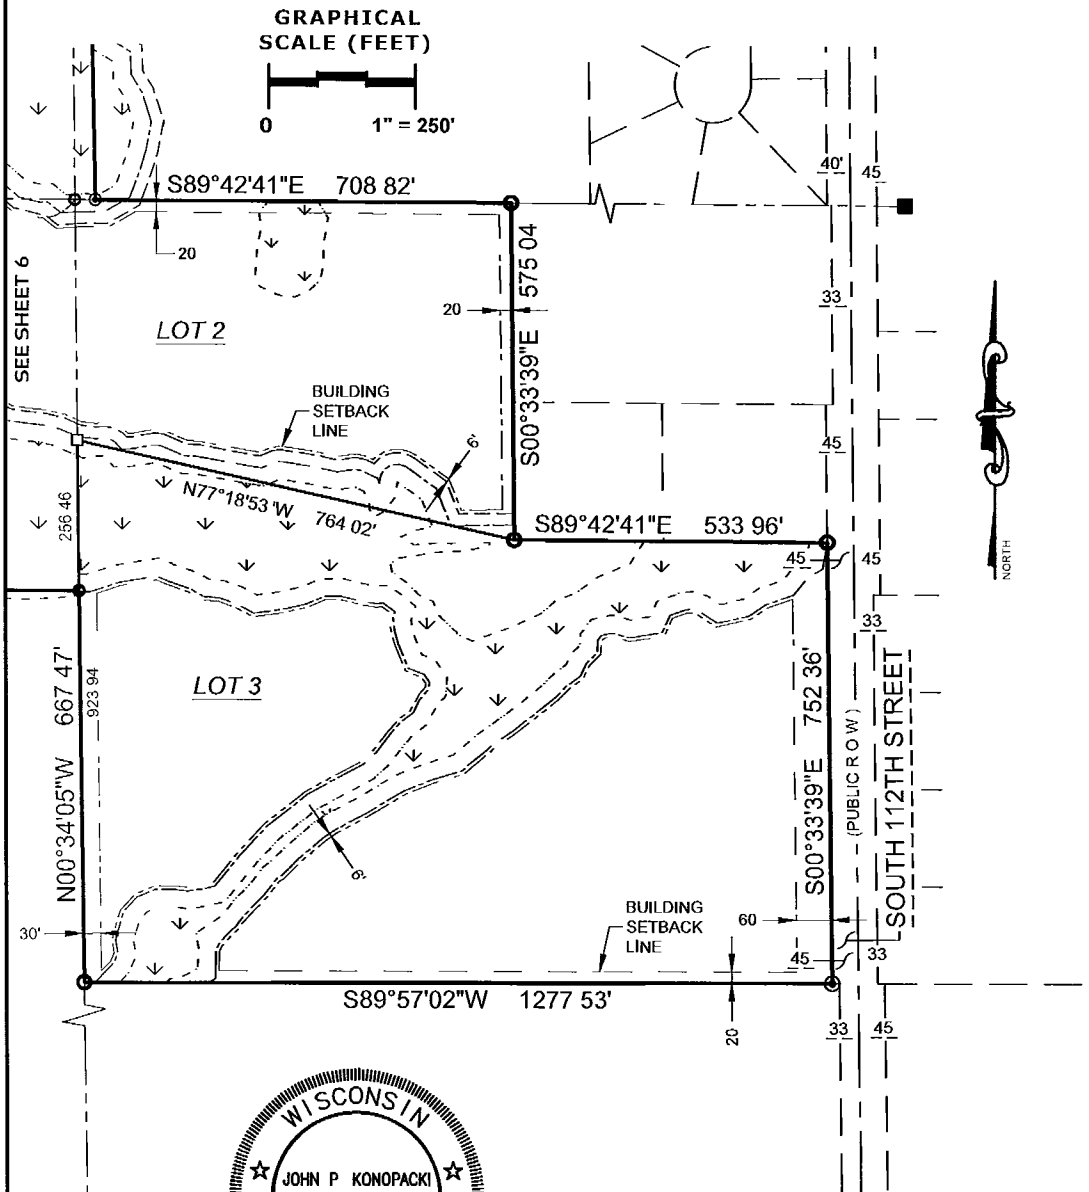 GRAPHICAL
SCALE (FEET)
0 1" = 250'
40'
45
S89°42'41"E 708 82'
20
SEE SHEET 6
LOT 2
20
S00°33'39"E 575 04
33
BUILDING
SETBACK
LINE
6'
45
N77°18'53'W 764 02'
256 46
S89°42'41"E 533 96'
45
45
NORTH
33
LOT 3
N00°34'05"W 667 47'
923 94
S00°33'39"E 752 36'
(PUBLIC R O W )
SOUTH 112TH STREET
6'
BUILDING
SETBACK
LINE
60
30'
45
33
S89°57'02"W 1277 53'
20
33
45
WISCONSIN
JOHN P KONOPACKI